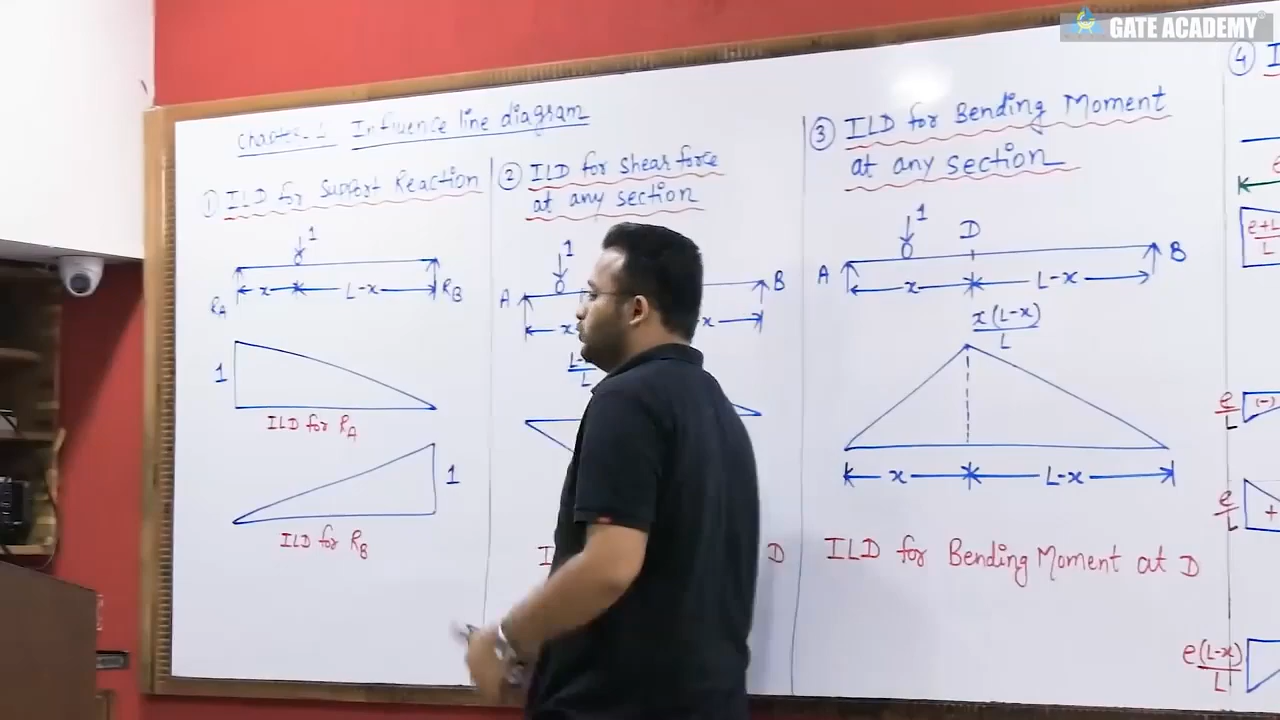 GATE ACADEMY
Chapter-1 Influence line diagram
① ILD for Support Reaction
1
x L-x
RA RB
1
ILD for RA
1
ILD for RB
② ILD for shear force
at any section
1
A B
x x
L
D
③ ILD for Bending Moment
at any section
1 D
A B
x L-x
x(L-x)
L
x L-x
ILD for Bending Moment at D
④
e+L
L
e (-)
L
e +
L
e(L-x)
L